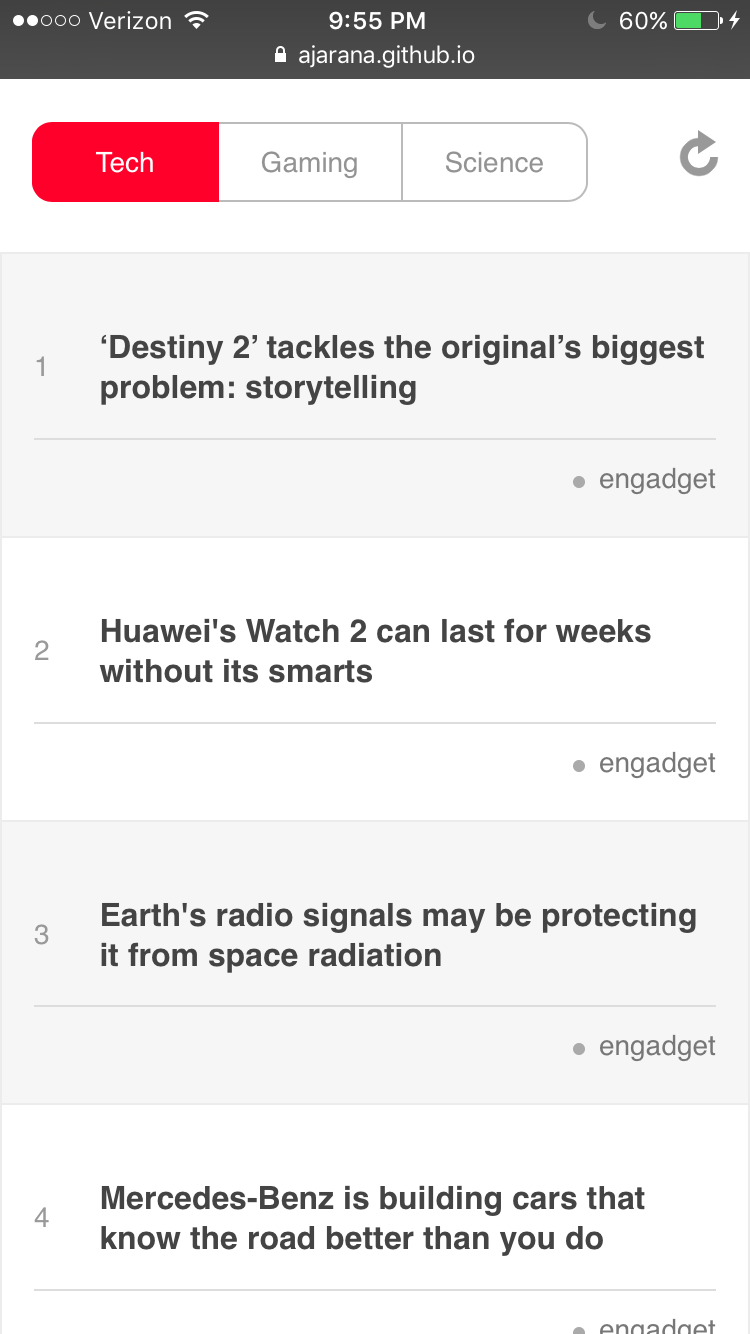 Verizon 9:55 PM 60%
ajarana.github.io
Tech Gaming Science
1
‘Destiny 2’ tackles the original’s biggest
problem: storytelling
engadget
2
Huawei's Watch 2 can last for weeks
without its smarts
engadget
3
Earth's radio signals may be protecting
it from space radiation
engadget
4
Mercedes-Benz is building cars that
know the road better than you do
engadget